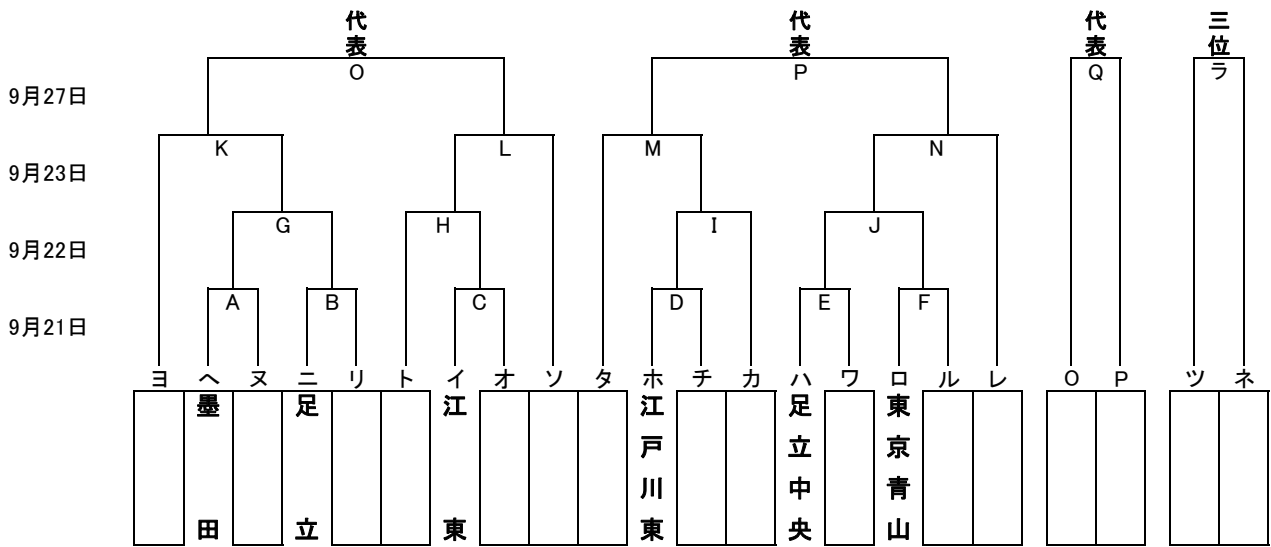 代表 代表 代表 三位
O P Q ラ
9月27日
K L M N
9月23日
G H I J
9月22日
A B C D E F
9月21日
ヨ ヘ ヌ ニ リ ト イ オ ソ タ ホ チ カ ハ ワ ロ ル レ O P ツ ネ
墨田 足立 江東 江戸川東 足立中央 東京青山